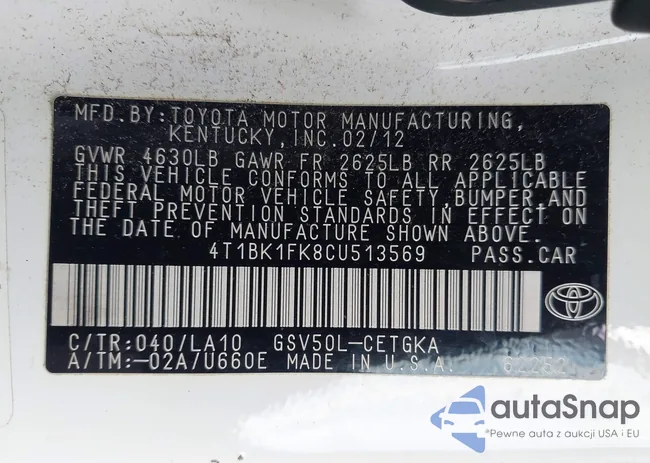 MFD.BY:TOYOTA MOTOR MANUFACTURING,
KENTUCKY, INC. 02/12
GVWR 4630LB GAWR FR 2625LB RR 2625LB
THIS VEHICLE CONFORMS TO ALL APPLICABLE
FEDERAL MOTOR VEHICLE SAFETY,BUMPER,AND
THEFT PREVENTION STANDARDS IN EFFECT ON
THE DATE OF MANUFACTURE SHOWN ABOVE.
4T1BK1FK8CU513569 PASS.CAR
C/TR:040/LA10 GSV50L-CETGKA
A/TM:-02A/U660E MADE IN U.S.A.
autaSnap
*Pewne auta z aukcji USA i EU